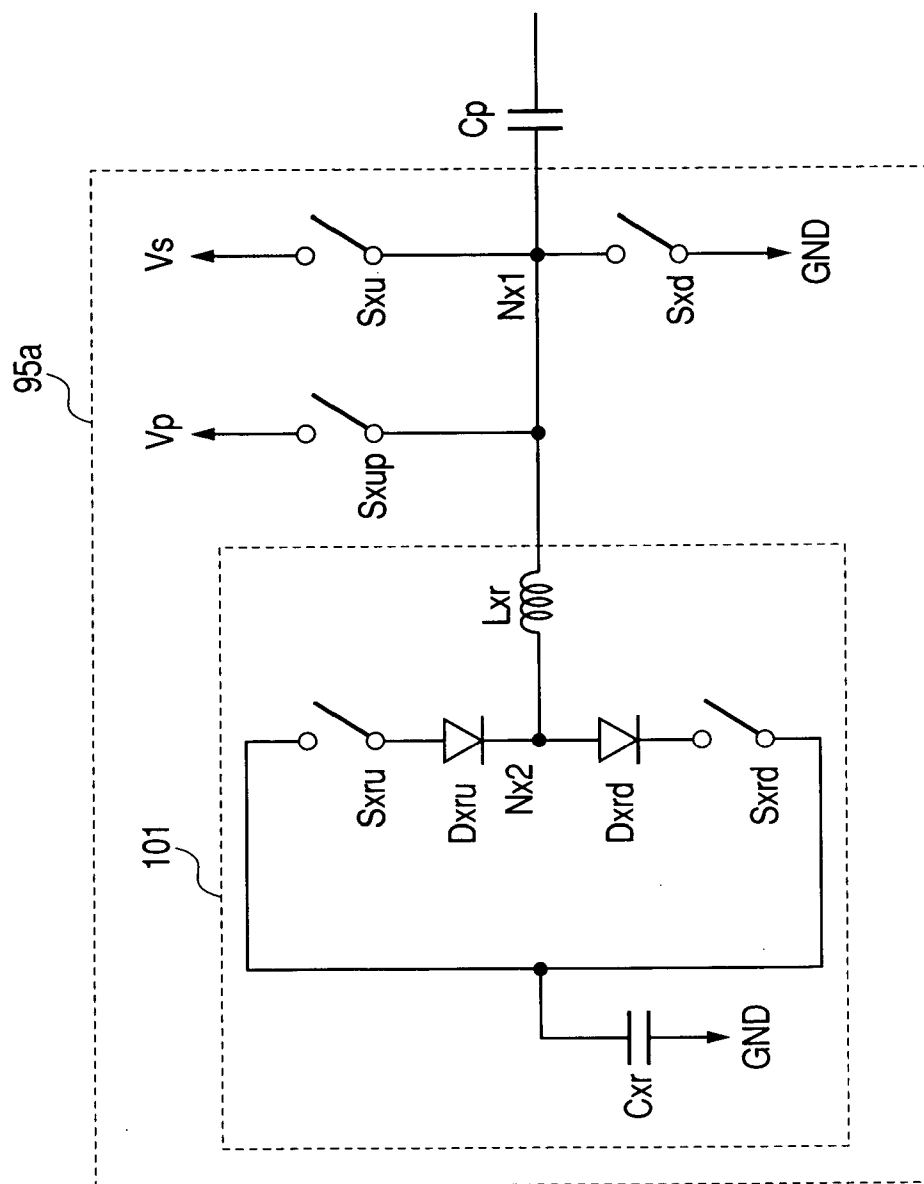 95a
Vp
Vs
Sxup
Sxu
Cp
101
Nx1
Sxd
GND
Sxru
Dxru
Lxr
Nx2
Dxrd
Sxrd
Cxr
GND